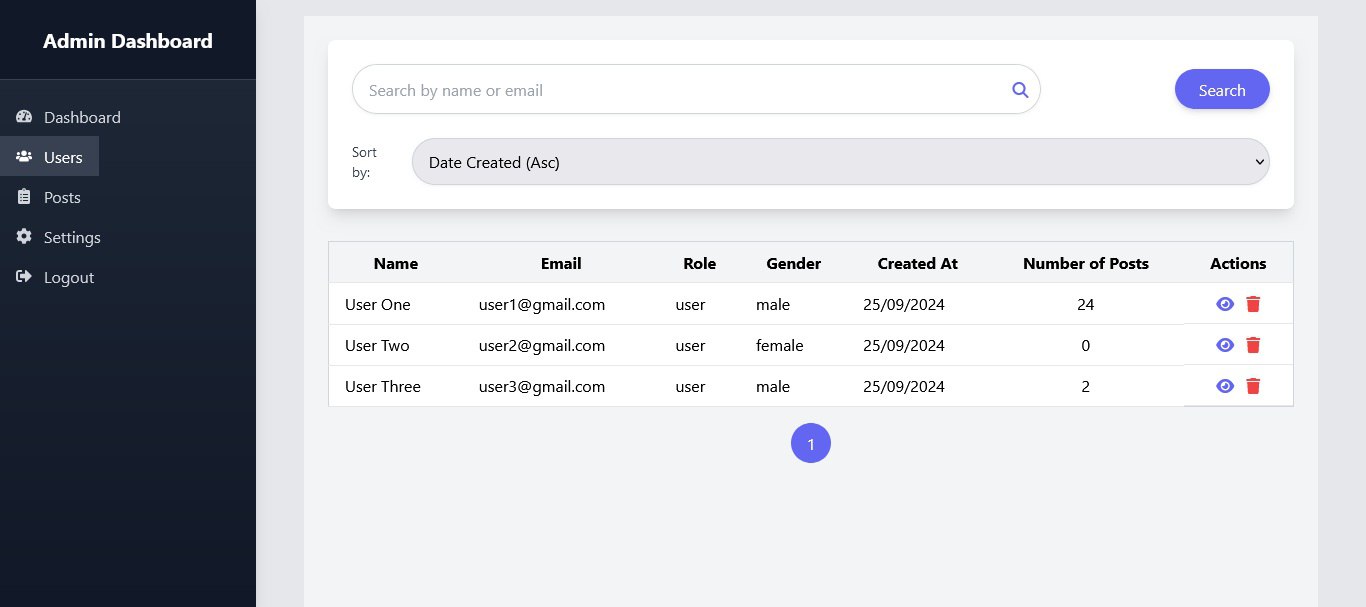 Admin Dashboard
Dashboard
Users
Posts
Settings
Logout
Search by name or email
Search
Sort
by:
Date Created (Asc)
Name Email Role Gender Created At Number of Posts Actions
User One user1@gmail.com user male 25/09/2024 24
User Two user2@gmail.com user female 25/09/2024 0
User Three user3@gmail.com user male 25/09/2024 2
1